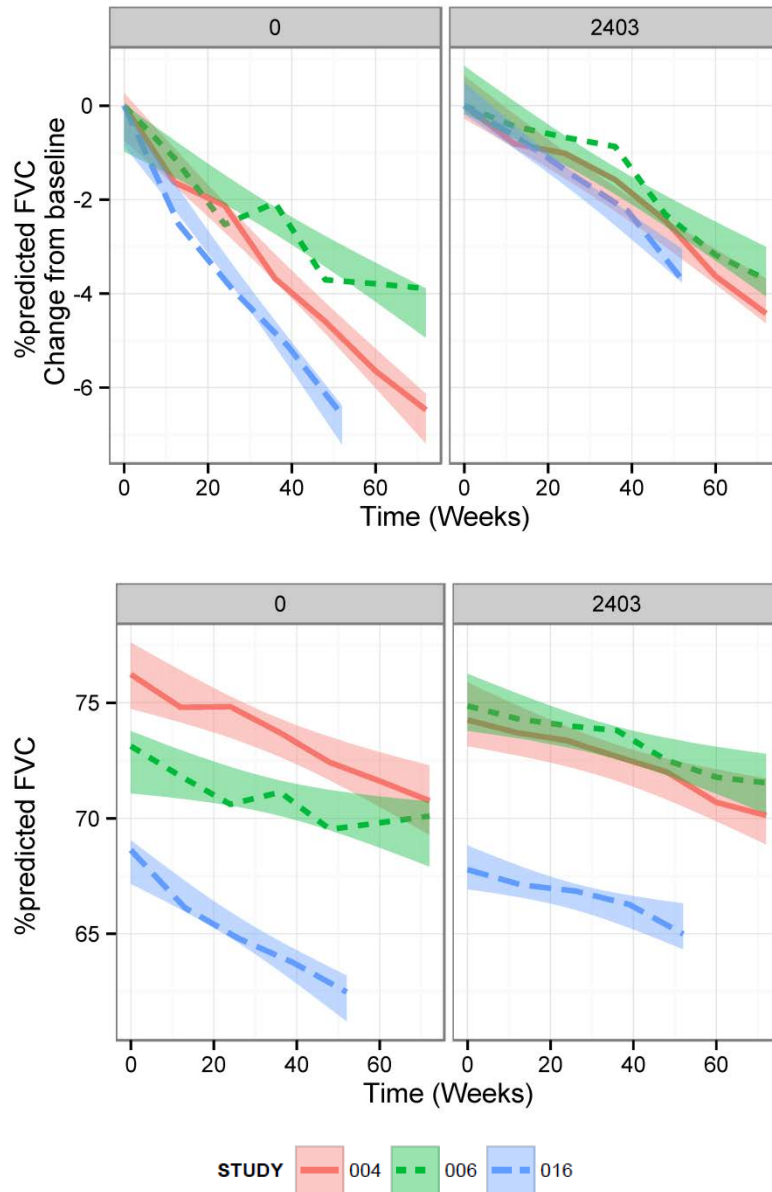 0 2403
%predicted FVC
Change from baseline
0
-2
-4
-6
0 20 40 60 0 20 40 60
Time (Weeks)
0 2403
%predicted FVC
75
70
65
0 20 40 60 0 20 40 60
Time (Weeks)
STUDY 004 006 016